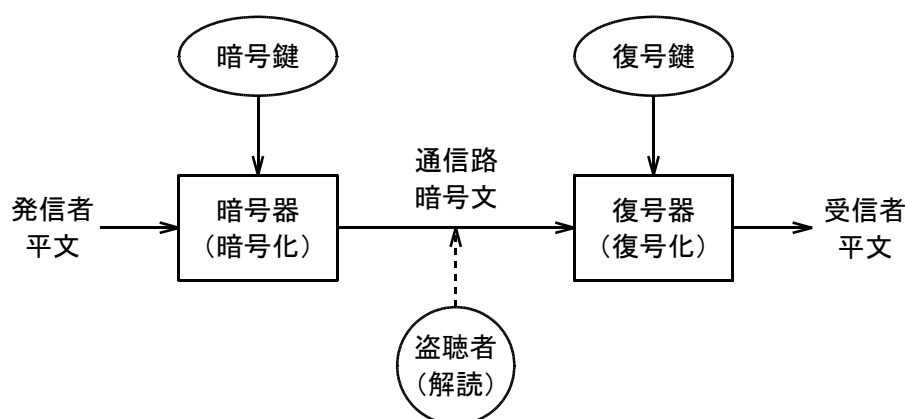 暗号鍵
復号鍵
通信路
暗号文
発信者
平文
暗号器
（暗号化）
復号器
（復号化）
受信者
平文
盗聴者
（解読）